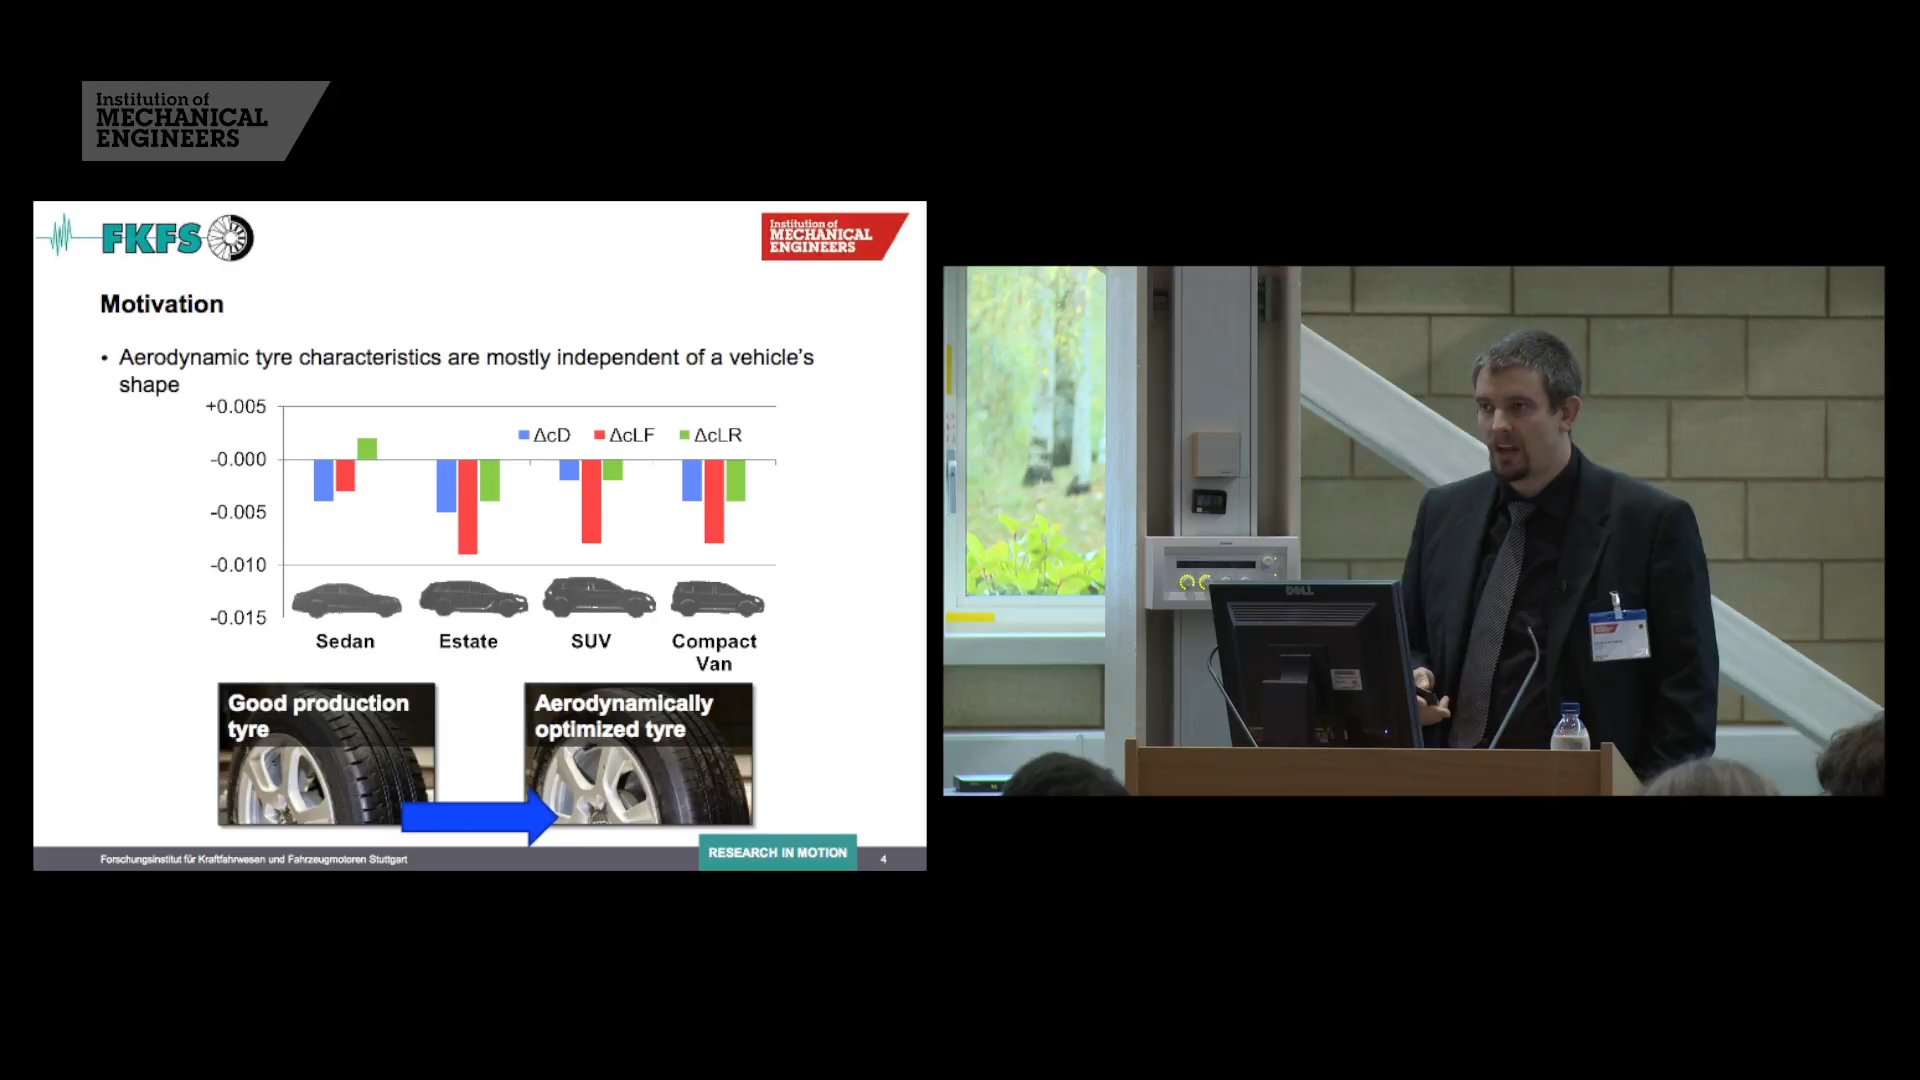 Institution of
MECHANICAL
ENGINEERS
FKFS
Institution of
MECHANICAL
ENGINEERS
Motivation
• Aerodynamic tyre characteristics are mostly independent of a vehicle's
shape
+0.005
-0.000
-0.005
-0.010
-0.015
ΔcD ΔcLF ΔcLR
Sedan Estate SUV Compact
Van
Good production
tyre
Aerodynamically
optimized tyre
Forschungsinstitut für Kraftfahrwesen und Fahrzeugmotoren Stuttgart
RESEARCH IN MOTION
4
DELL